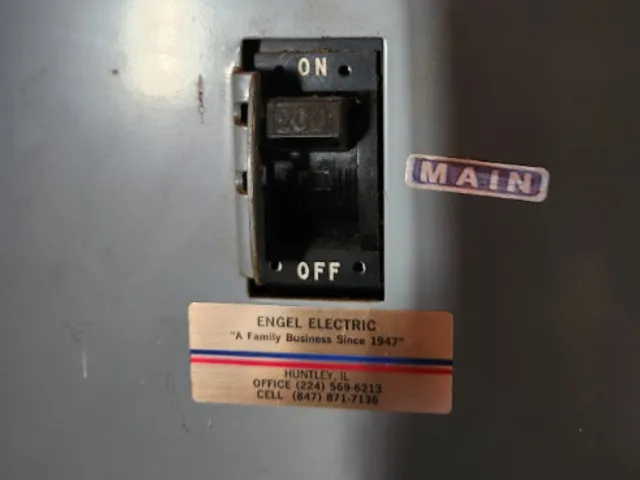 ON
200
MAIN
OFF
ENGEL ELECTRIC
"A Family Business Since 1947"
HUNTLEY, IL
OFFICE (224) 569-6213
CELL (847) 871-7136